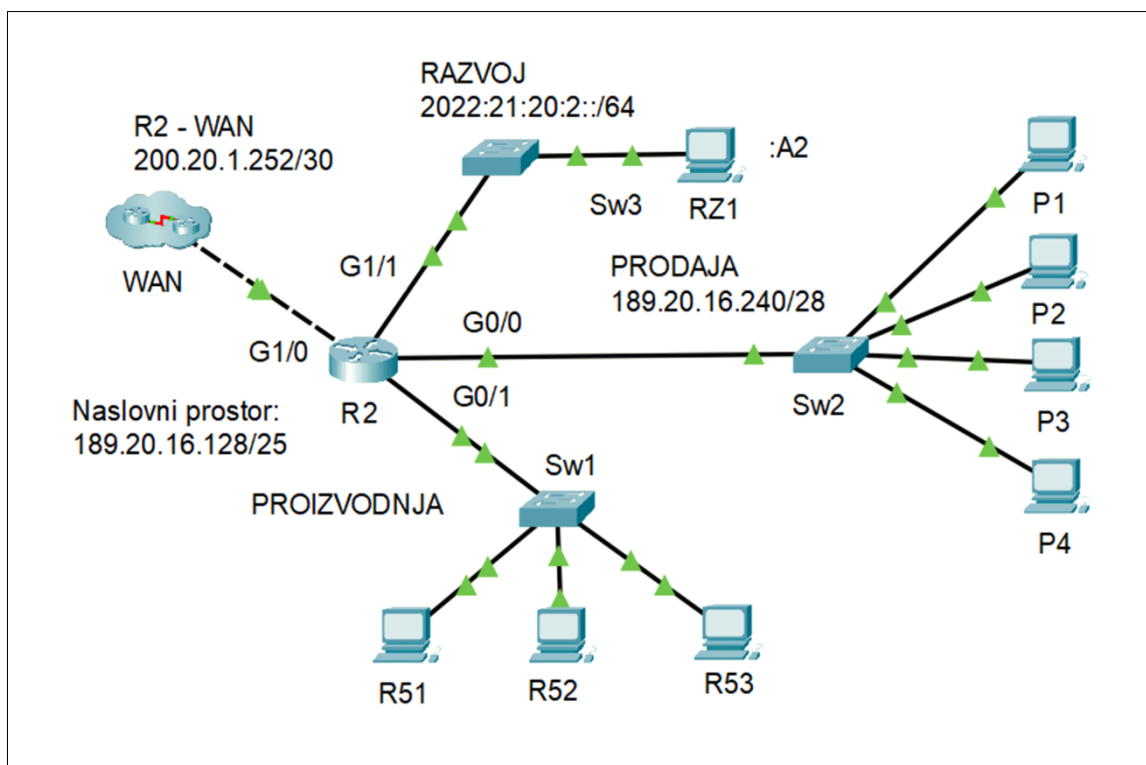 RAZVOJ
2022:21:20:2::/64
R2 - WAN
200.20.1.252/30
:A2
Sw3
RZ1
P1
WAN
G1/1
PRODAJA
189.20.16.240/28
P2
G1/0
G0/0
R2
G0/1
Sw2
P3
Naslovni prostor:
189.20.16.128/25
Sw1
PROIZVODNJA
P4
R51
R52
R53